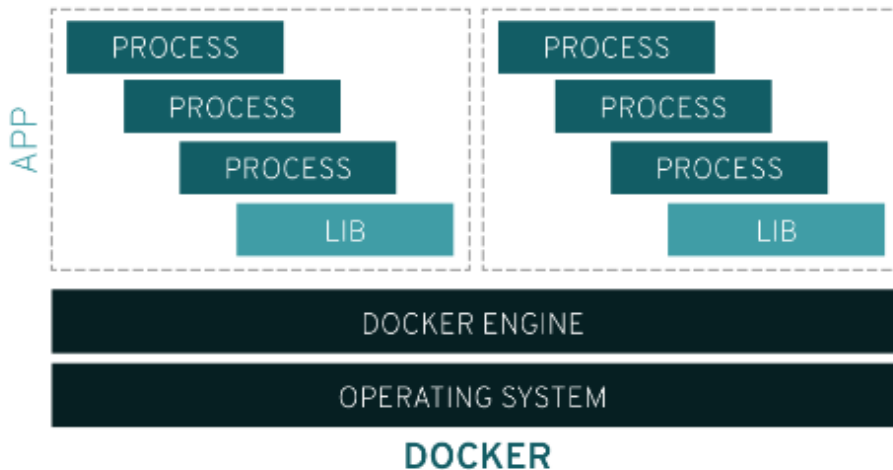 APP
PROCESS
PROCESS
PROCESS
LIB
PROCESS
PROCESS
PROCESS
LIB
DOCKER ENGINE
OPERATING SYSTEM
DOCKER